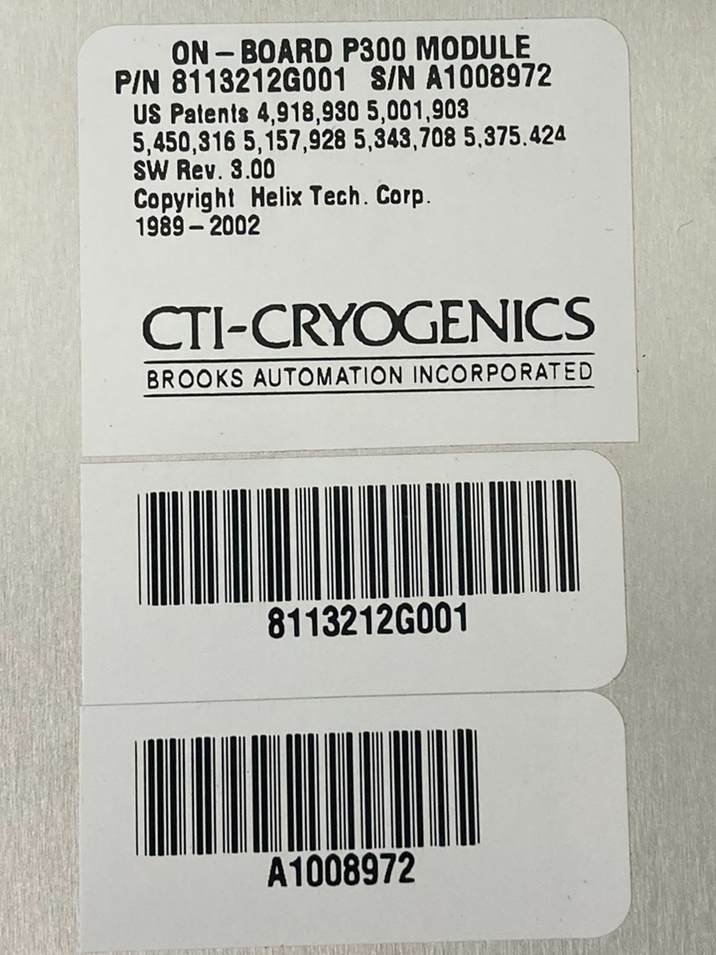 ON-BOARD P300 MODULE
P/N 8113212G001 S/N A1008972
US Patents 4,918,930 5,001,903
5,450,316 5,157,928 5,343,708 5.375.424
SW Rev. 3.00
Copyright Helix Tech. Corp.
1989-2002
CTI-CRYOGENICS
BROOKS AUTOMATION INCORPORATED
8113212G001
A1008972